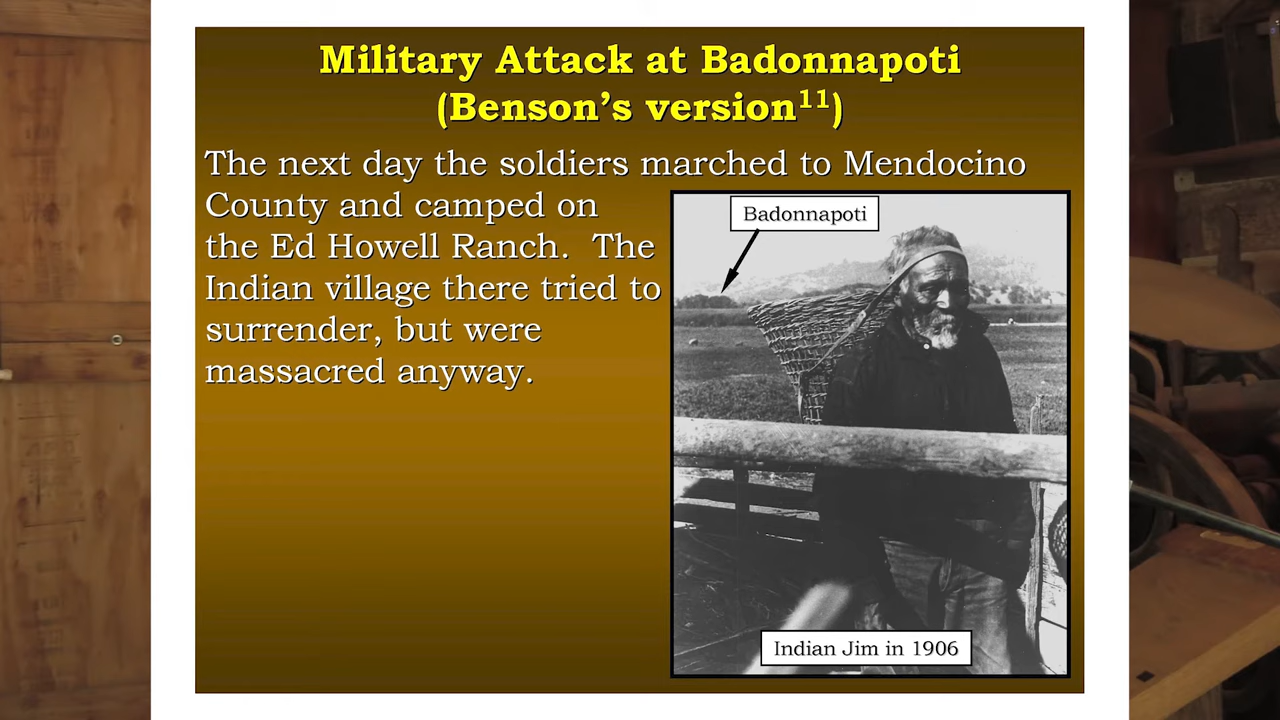 Military Attack at Badonnapoti
(Benson’s version¹¹)
The next day the soldiers marched to Mendocino
County and camped on
the Ed Howell Ranch.  The
Indian village there tried to
surrender, but were
massacred anyway.
Badonnapoti
Indian Jim in 1906